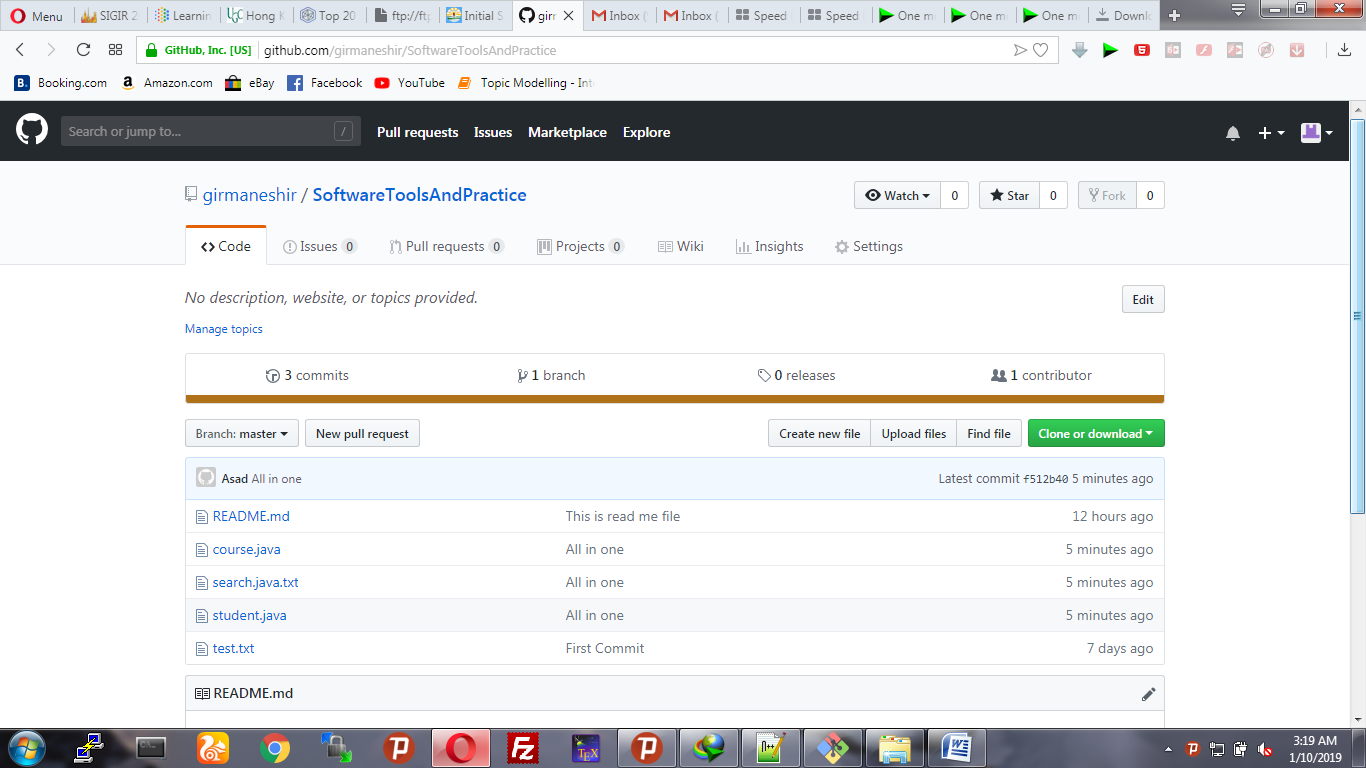 Menu SIGIR 2 Learnin Hong K Top 20 ftp://ftp Initial S girm Inbox ( Inbox ( Speed Speed One m One m One m Downl
GitHub, Inc. [US] github.com/girmaneshir/SoftwareToolsAndPractice
Booking.com Amazon.com eBay Facebook YouTube Topic Modelling - Int
Search or jump to... / Pull requests Issues Marketplace Explore
girmaneshir / SoftwareToolsAndPractice Watch 0 Star 0 Fork 0
Code Issues 0 Pull requests 0 Projects 0 Wiki Insights Settings
No description, website, or topics provided. Edit
Manage topics
3 commits 1 branch 0 releases 1 contributor
Branch: master New pull request Create new file Upload files Find file Clone or download
Asad All in one Latest commit f512b40 5 minutes ago
README.md This is read me file 12 hours ago
course.java All in one 5 minutes ago
search.java.txt All in one 5 minutes ago
student.java All in one 5 minutes ago
test.txt First Commit 7 days ago
README.md
3:19 AM
1/10/2019